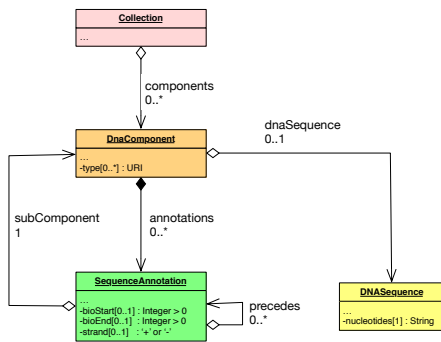 Collection
...
components
0..*
dnaSequence
0..1
DnaComponent
...
-type[0..*] : URI
subComponent
1
annotations
0..*
SequenceAnnotation
...
-bioStart[0..1] : Integer > 0
-bioEnd[0..1] : Integer > 0
-strand[0..1] : '+' or '-'
precedes
0..*
DNASequence
...
-nucleotides[1] : String